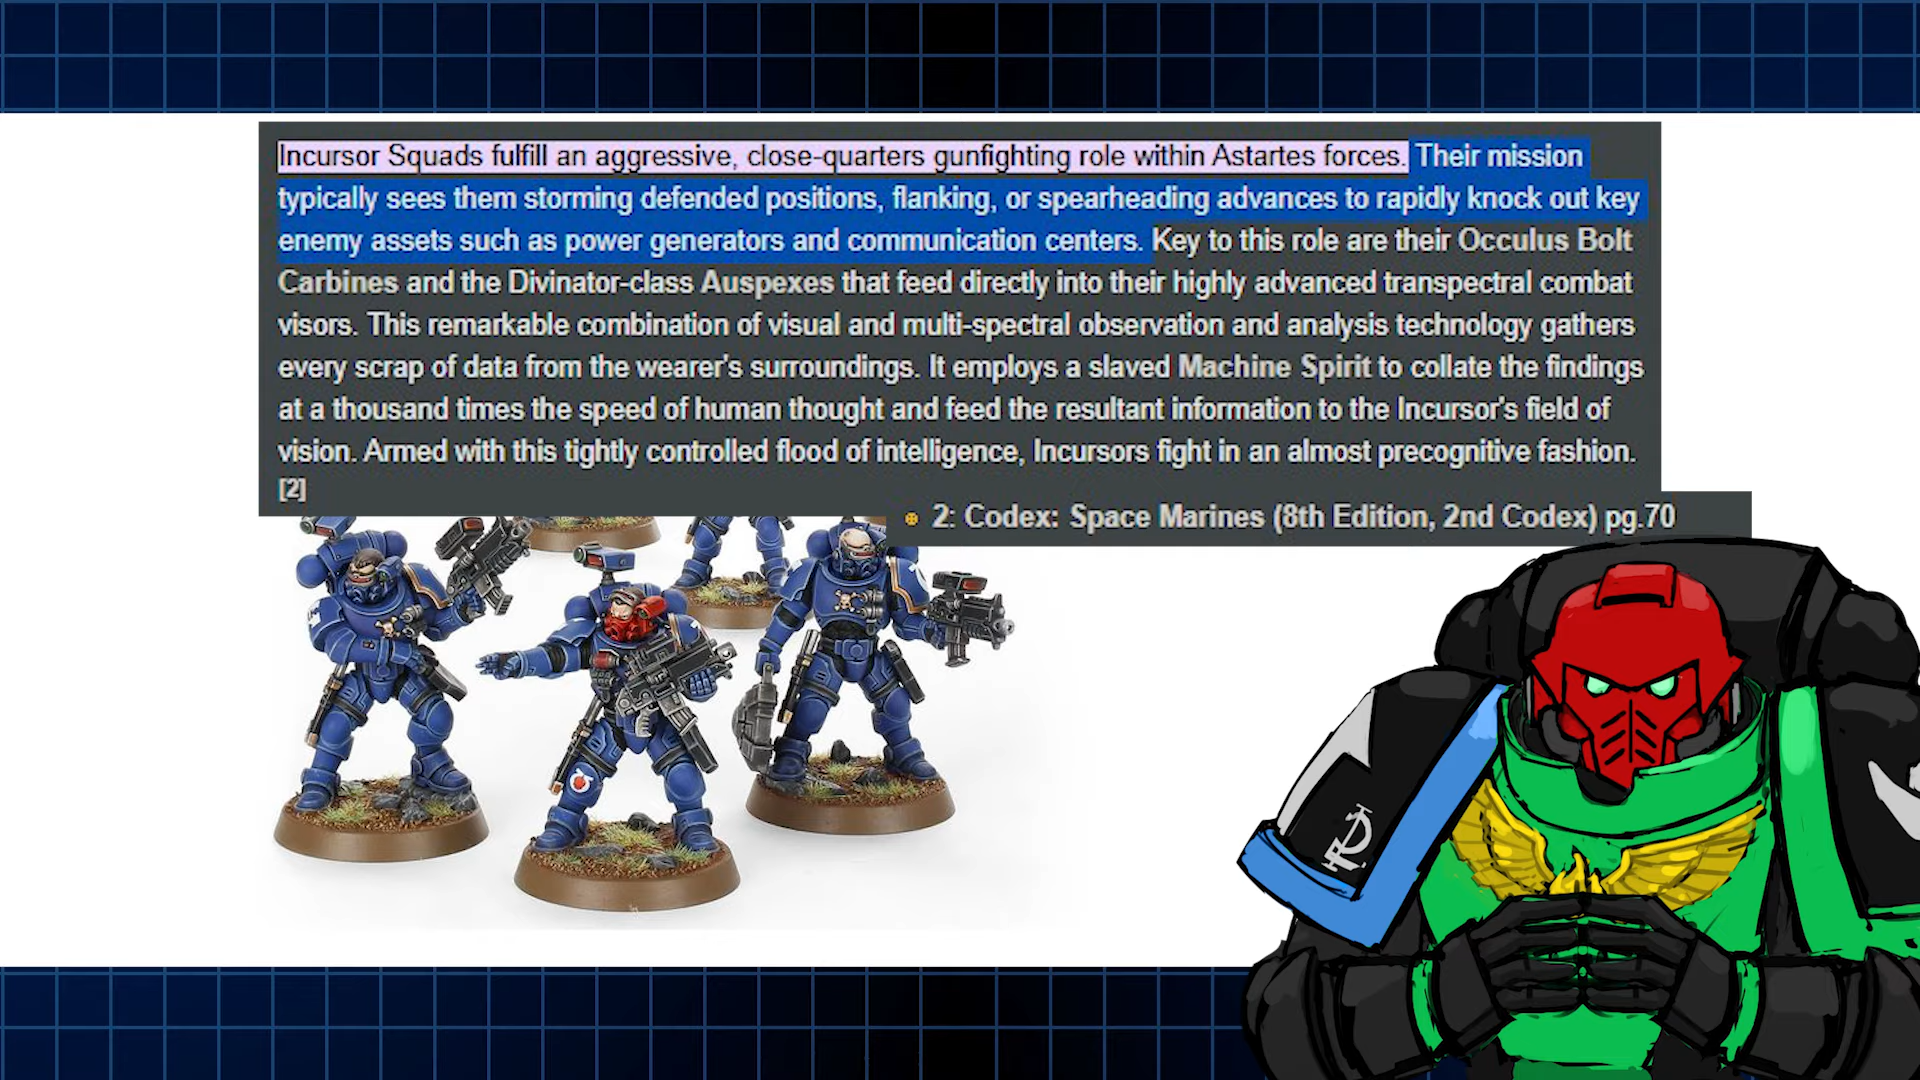 Incursor Squads fulfill an aggressive, close-quarters gunfighting role within Astartes forces. Their mission
typically sees them storming defended positions, flanking, or spearheading advances to rapidly knock out key
enemy assets such as power generators and communication centers. Key to this role are their Occulus Bolt
Carbines and the Divinator-class Auspexes that feed directly into their highly advanced transpectral combat
visors. This remarkable combination of visual and multi-spectral observation and analysis technology gathers
every scrap of data from the wearer's surroundings. It employs a slaved Machine Spirit to collate the findings
at a thousand times the speed of human thought and feed the resultant information to the Incursor's field of
vision. Armed with this tightly controlled flood of intelligence, Incursors fight in an almost precognitive fashion.
[2]
2: Codex: Space Marines (8th Edition, 2nd Codex) pg.70